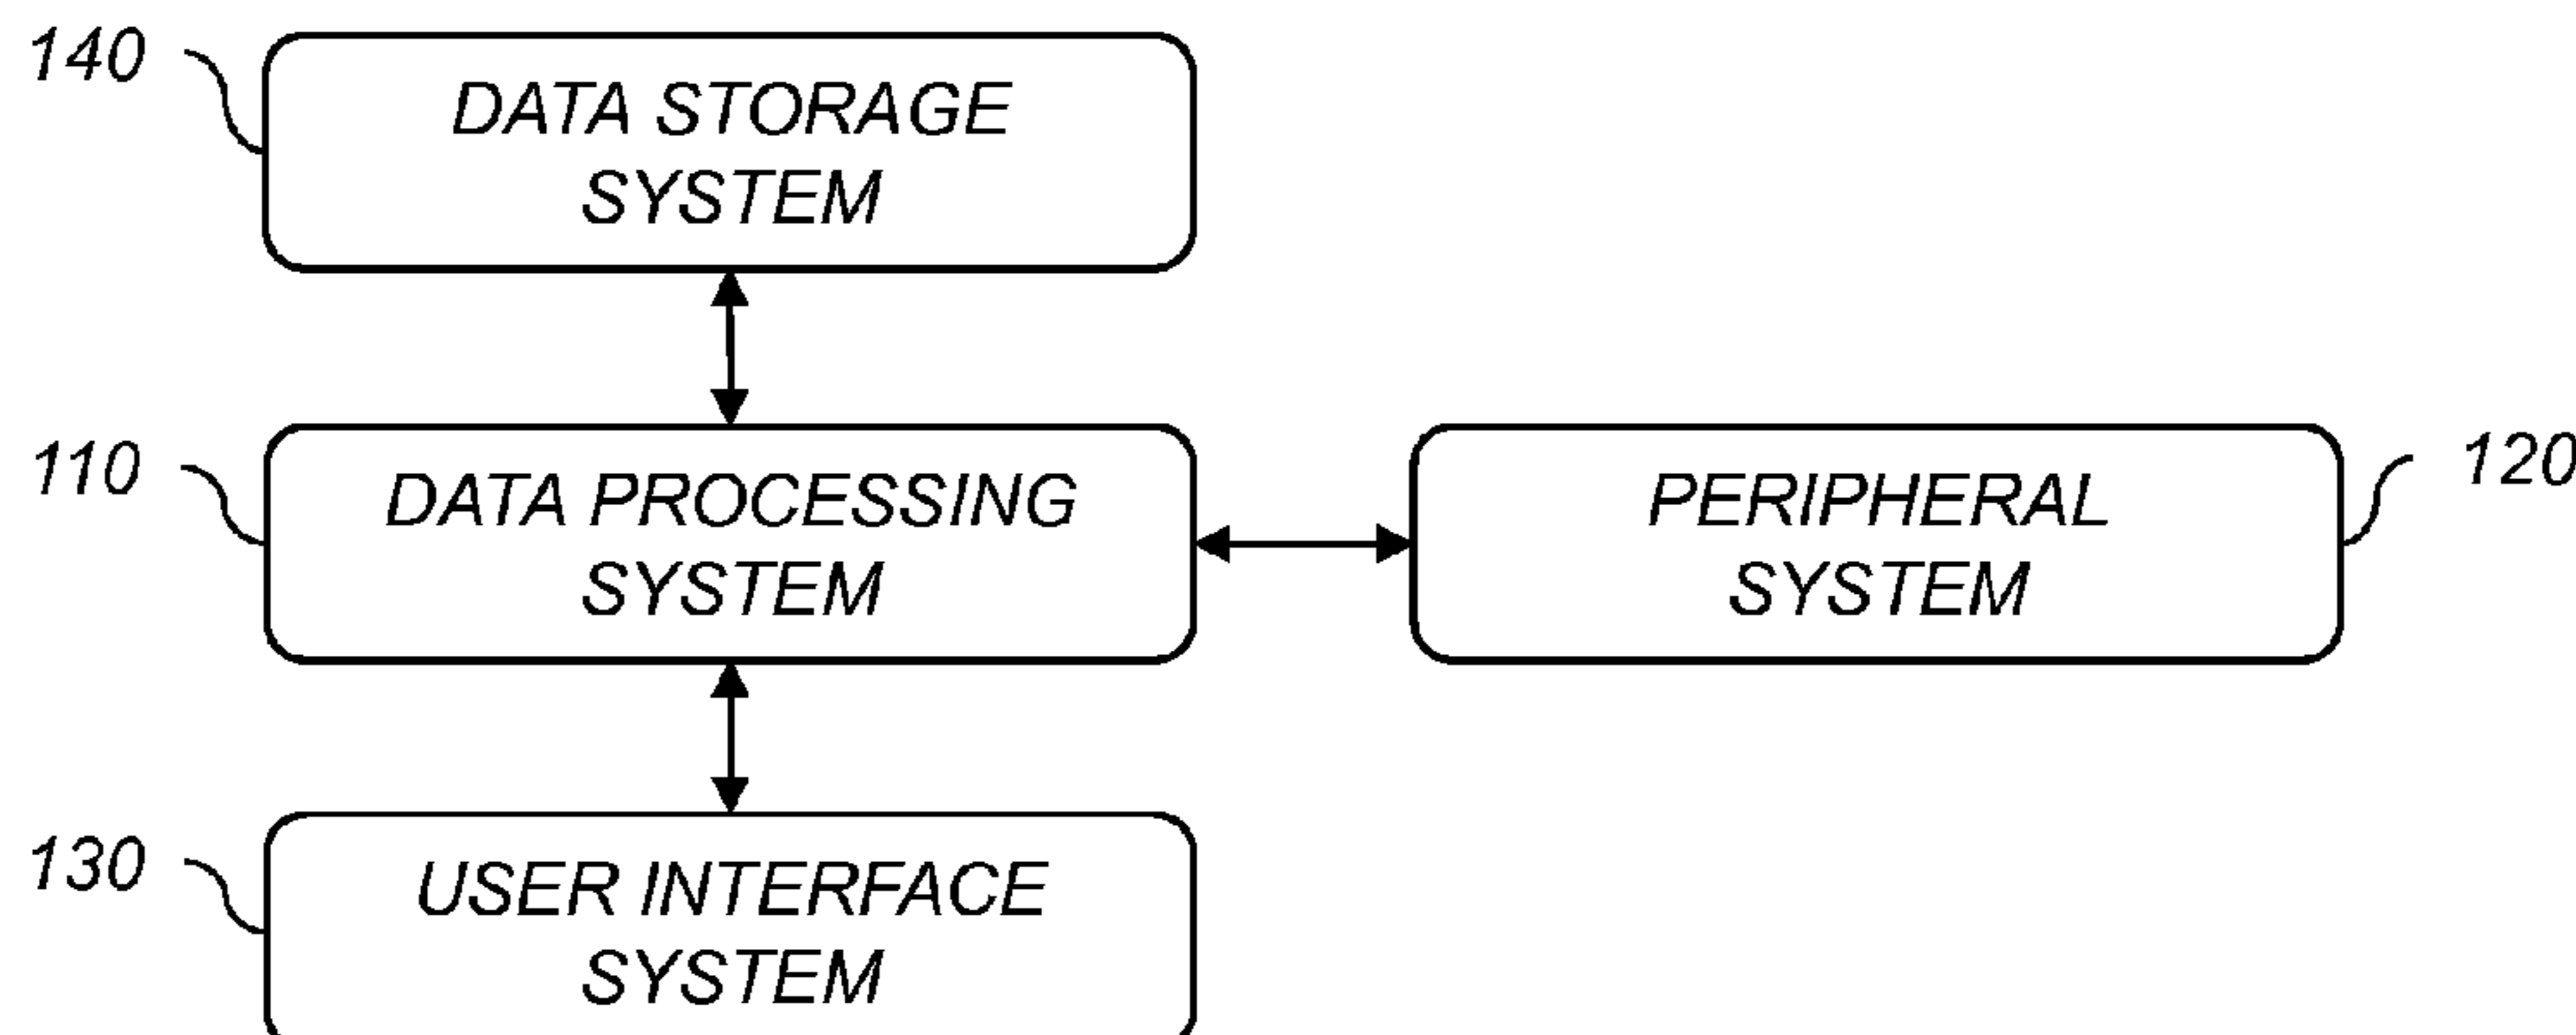 140
DATA STORAGE
SYSTEM
110
DATA PROCESSING
SYSTEM
PERIPHERAL
SYSTEM
120
130
USER INTERFACE
SYSTEM